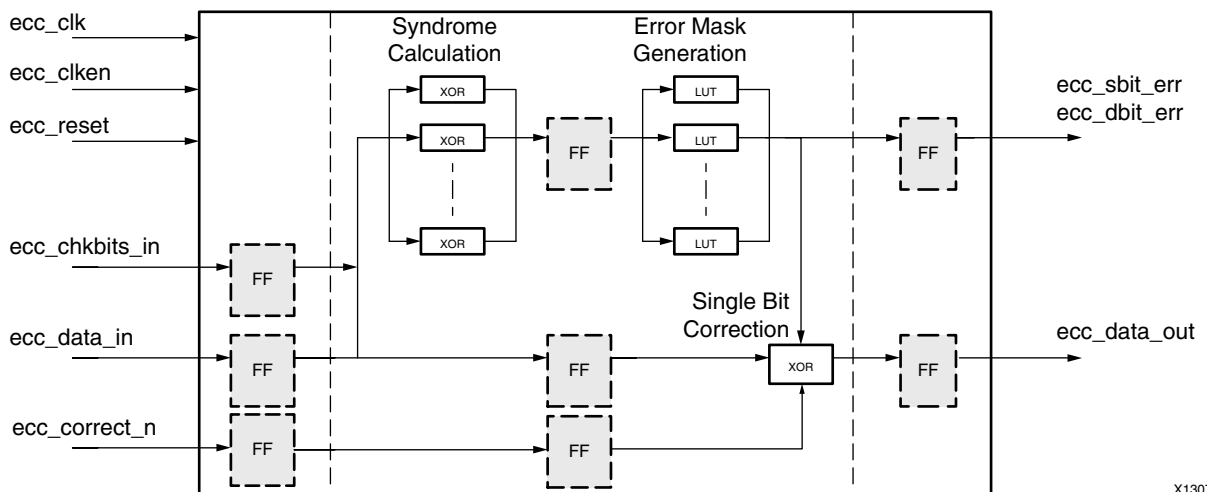 ecc_clk
ecc_clken
ecc_reset
ecc_chkbits_in
ecc_data_in
ecc_correct_n
FF
FF
FF
Syndrome
Calculation
XOR
XOR
XOR
FF
FF
FF
Error Mask
Generation
LUT
LUT
LUT
Single Bit
Correction
XOR
FF
FF
ecc_sbit_err
ecc_dbit_err
ecc_data_out